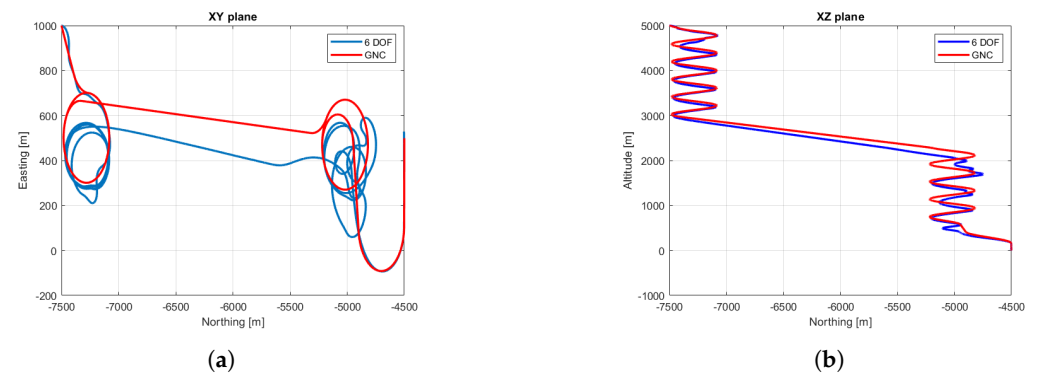 XY plane
1000
800
600
400
200
0
-200
Easting [m]
6 DOF
GNC
-7500
-7000
-6500
-6000
-5500
-5000
-4500
Northing [m]
(a)
XZ plane
5000
4000
3000
2000
1000
0
-1000
Altitude [m]
6 DOF
GNC
-7500
-7000
-6500
-6000
-5500
-5000
-4500
Northing [m]
(b)